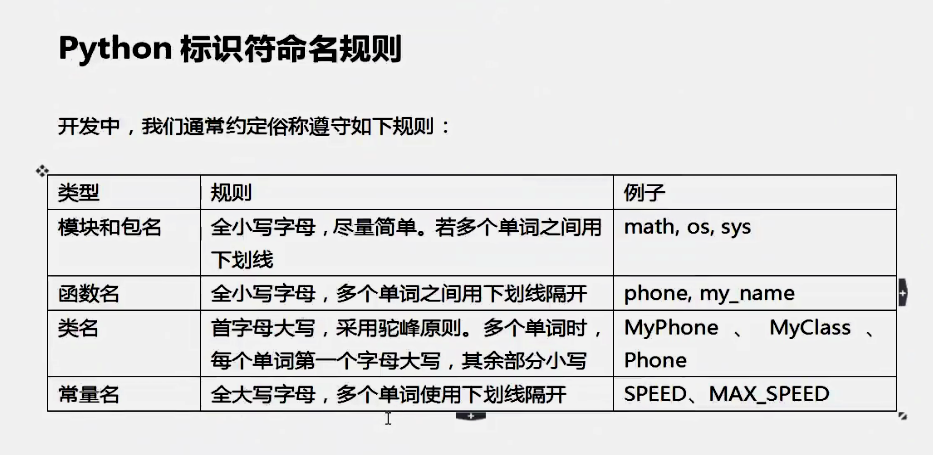 Python 标识符命名规则
开发中，我们通常约定俗称遵守如下规则：
类型 规则 例子
模块和包名 全小写字母，尽量简单。若多个单词之间用 math, os, sys
下划线
函数名 全小写字母，多个单词之间用下划线隔开 phone, my_name
类名 首字母大写，采用驼峰原则。多个单词时， MyPhone 、 MyClass 、
每个单词第一个字母大写，其余部分小写 Phone
常量名 全大写字母，多个单词使用下划线隔开 SPEED、MAX_SPEED